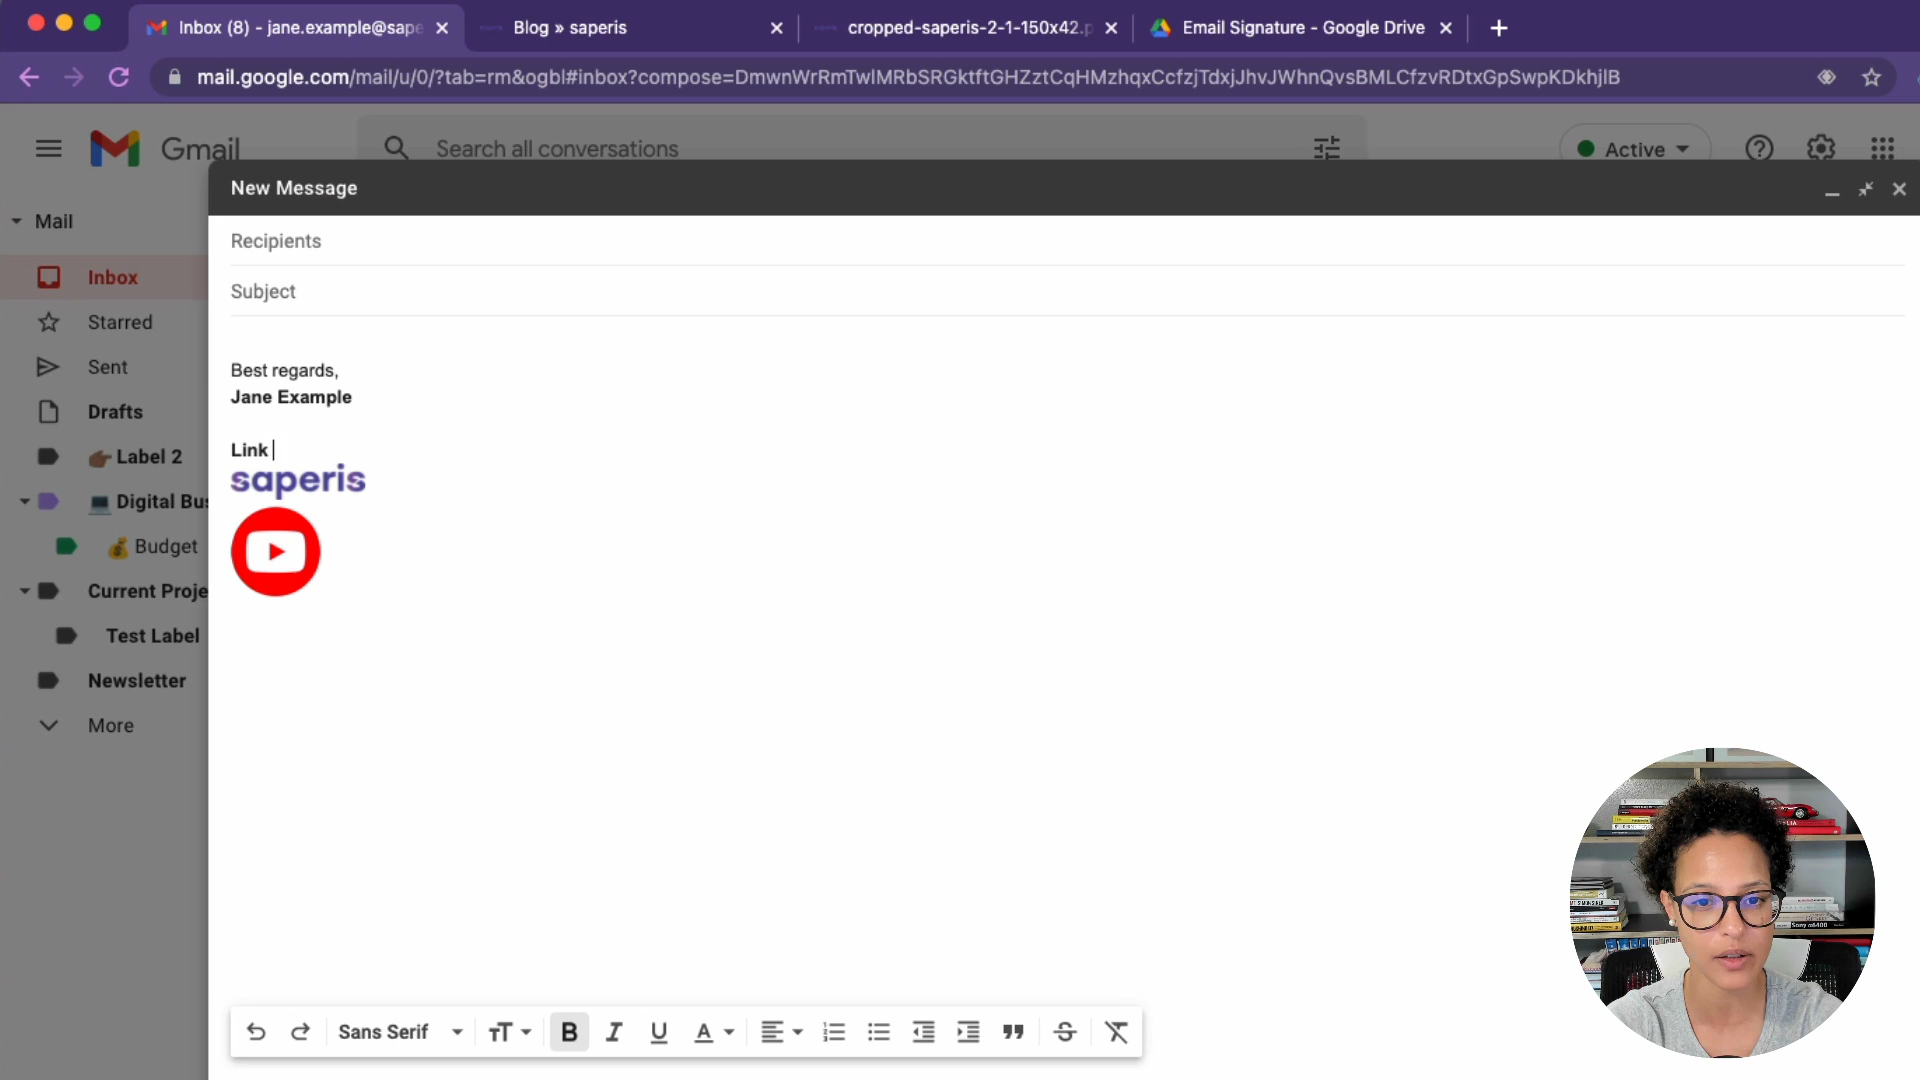 Inbox (8) - jane.example@sape
Blog » saperis
cropped-saperis-2-1-150x42.p
Email Signature - Google Drive
mail.google.com/mail/u/0/?tab=rm&ogbl#inbox?compose=DmwnWrRmTwlMRbSRGktftGHZztCqHMzhqxCcfzjTdxjJhvJWhnQvsBMLCfzvRDtxGpSwpKDkhjlB
Gmail
Search all conversations
Active
New Message
Mail
Recipients
Inbox
Subject
Starred
Sent
Best regards,
Drafts
Jane Example
Label 2
Link
saperis
Digital Bus
Budget
Current Proje
Test Label
Newsletter
More
Sans Serif
Sony α6400